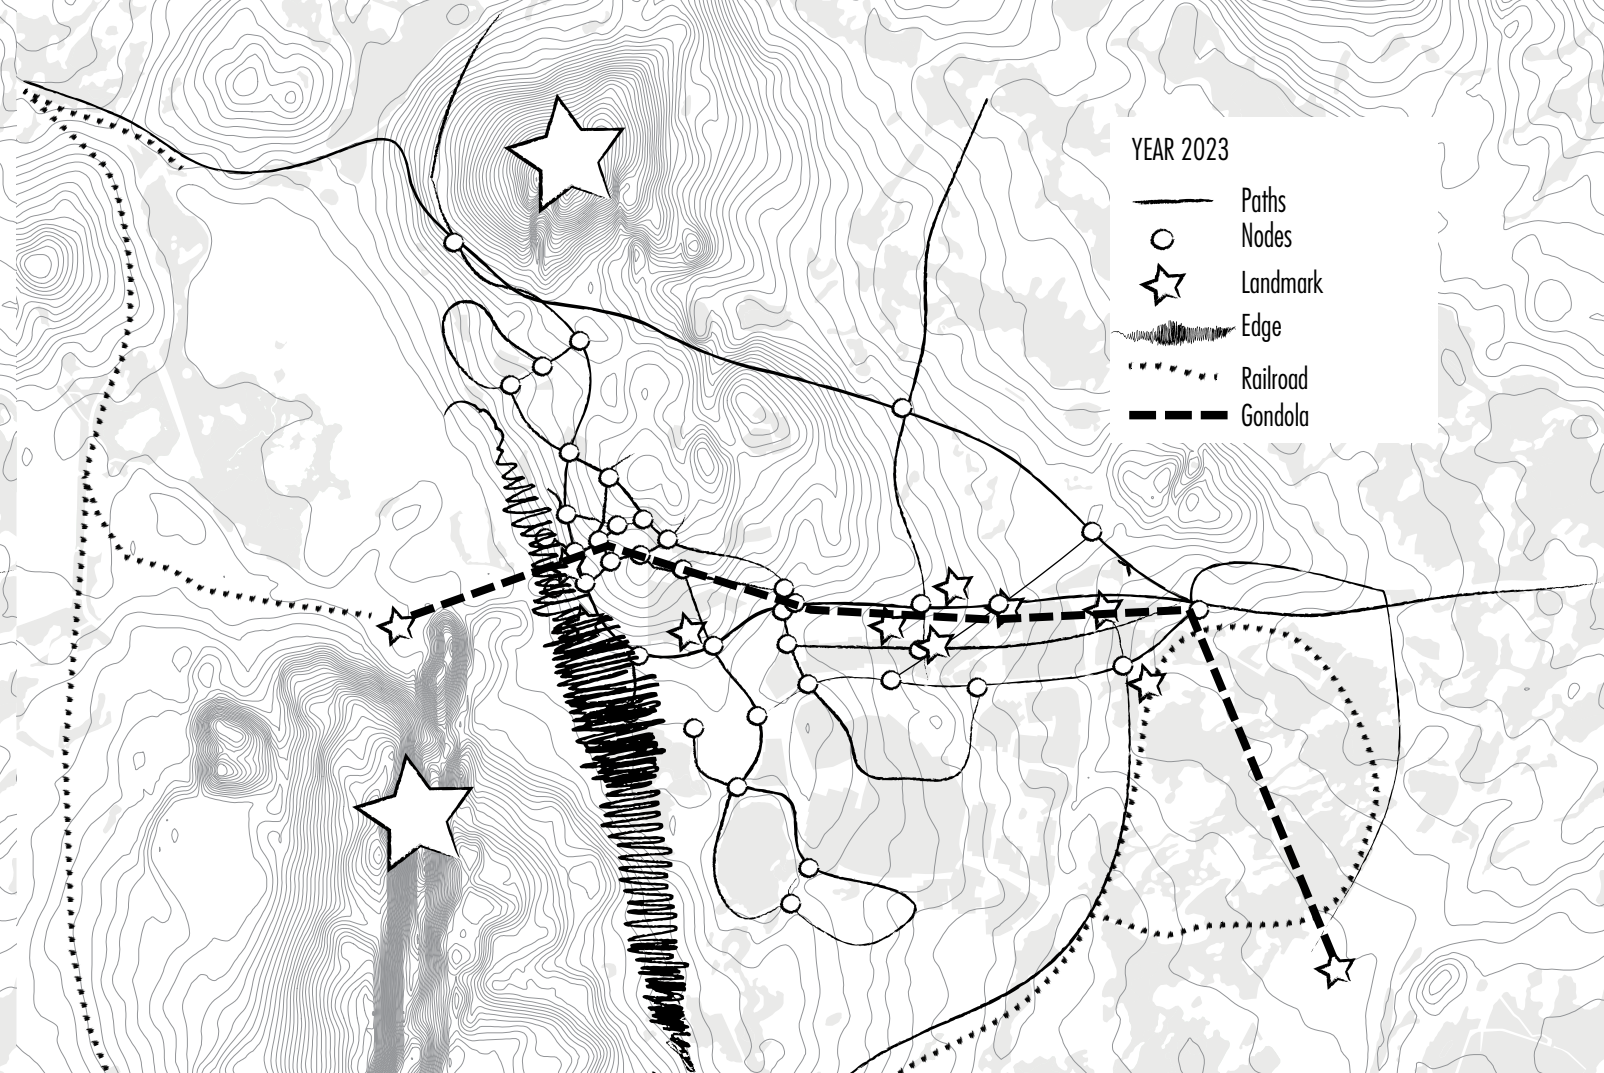 YEAR 2023
Paths
Nodes
Landmark
Edge
Railroad
Gondola